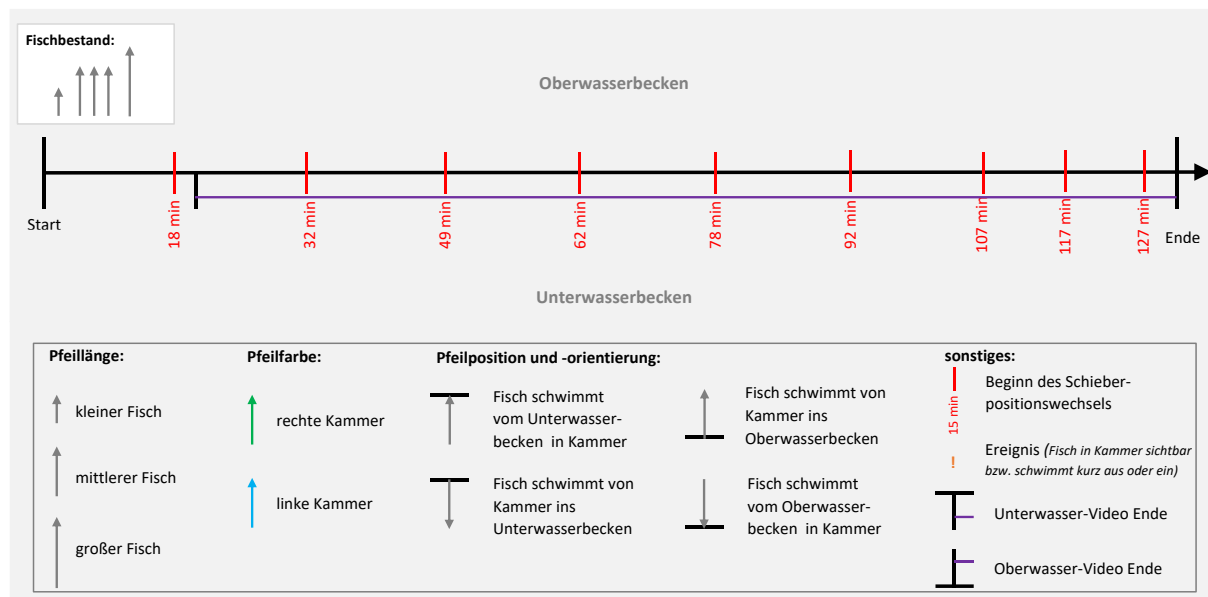 Fischbestand:
Oberwasserbecken
Start
18 min
32 min
49 min
62 min
78 min
92 min
107 min
117 min
127 min
Ende
Unterwasserbecken
Pfeillänge:
kleiner Fisch
mittlerer Fisch
großer Fisch
Pfeilfarbe:
rechte Kammer
linke Kammer
Pfeilposition und -orientierung:
Fisch schwimmt
vom Unterwasser-
becken in Kammer
Fisch schwimmt von
Kammer ins
Unterwasserbecken
Fisch schwimmt von
Kammer ins
Oberwasserbecken
Fisch schwimmt
vom Oberwasser-
becken in Kammer
sonstiges:
15 min
Beginn des Schieber-
positionswechsels
!
Ereignis (Fisch in Kammer sichtbar
bzw. schwimmt kurz aus oder ein)
Unterwasser-Video Ende
Oberwasser-Video Ende